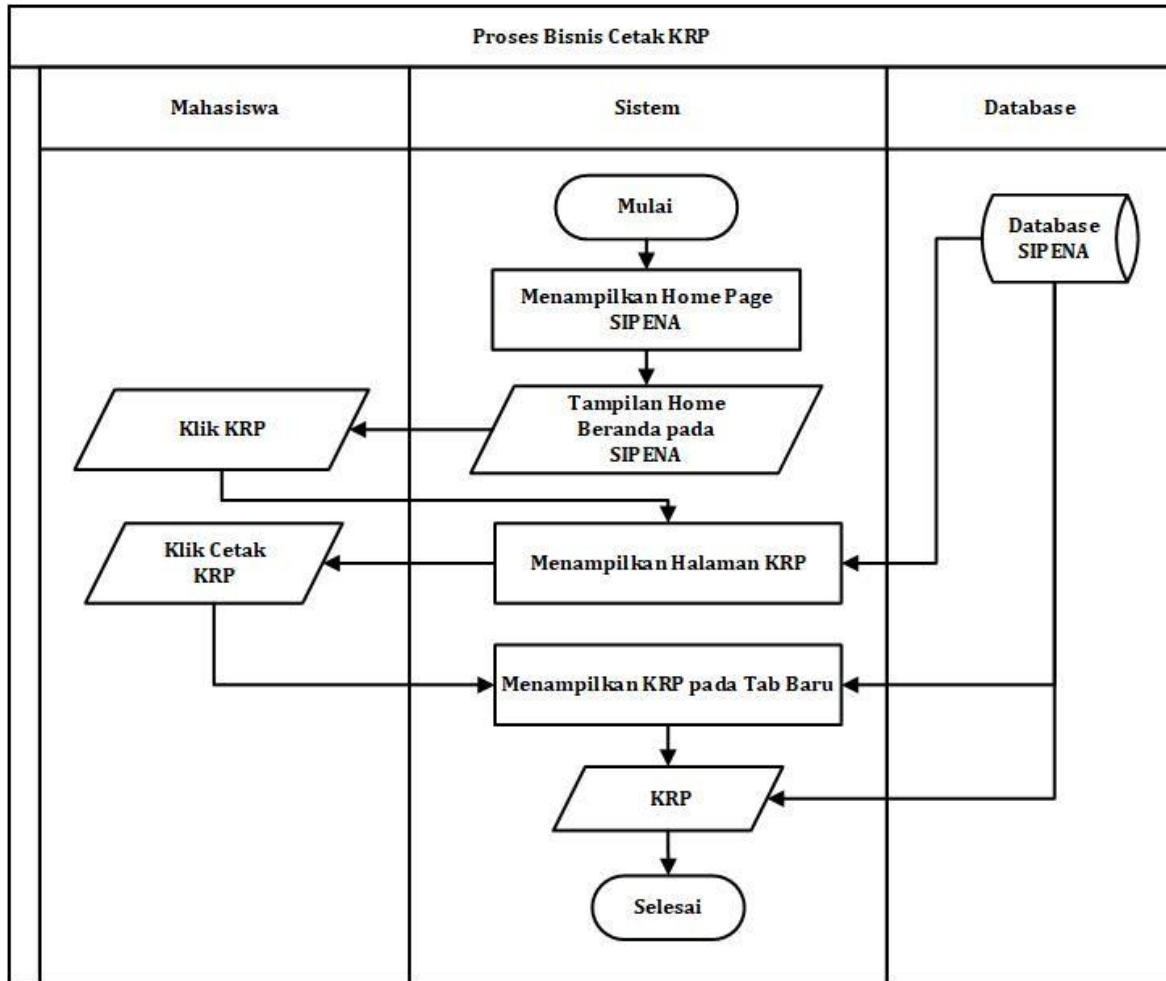 Proses Bisnis Cetak KRP
Mahasiswa
Sistem
Database
Mulai
Database
SIPENA
Menampilkan Home Page
SIPENA
Tampilan Home
Beranda pada
SIPENA
Klik KRP
Menampilkan Halaman KRP
Klik Cetak
KRP
Menampilkan KRP pada Tab Baru
KRP
Selesai